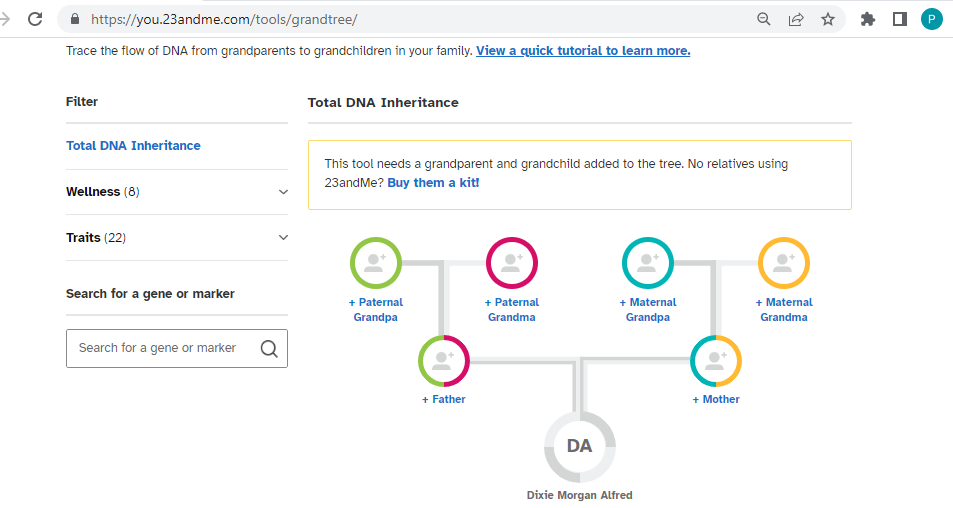 https://you.23andme.com/tools/grandtree/
P
Trace the flow of DNA from grandparents to grandchildren in your family. View a quick tutorial to learn more.
Filter
Total DNA Inheritance
Wellness (8)
Traits (22)
Search for a gene or marker
Search for a gene or marker
Total DNA Inheritance
This tool needs a grandparent and grandchild added to the tree. No relatives using
23andMe? Buy them a kit!
+ Paternal
Grandpa
+ Paternal
Grandma
+ Maternal
Grandpa
+ Maternal
Grandma
+ Father
+ Mother
DA
Dixie Morgan Alfred